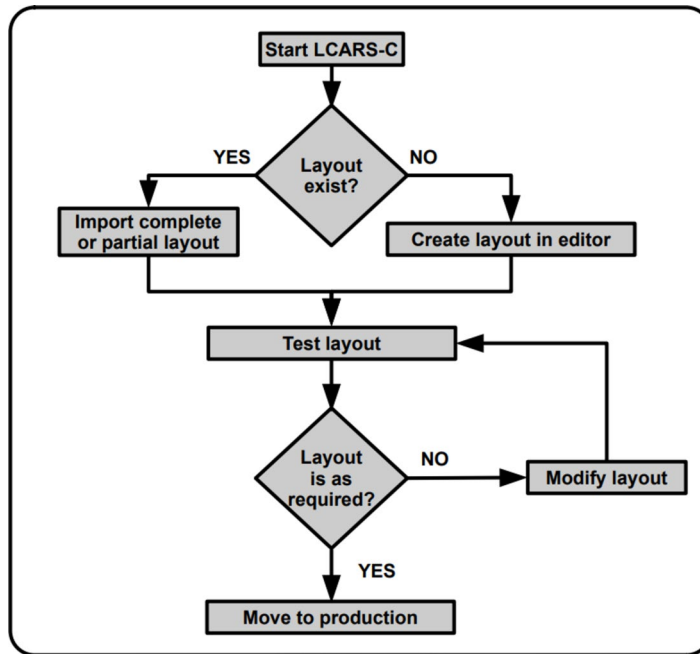 Start LCARS-C
YES
Layout
exist?
NO
Import complete
or partial layout
Create layout in editor
Test layout
Layout
is as
required?
NO
Modify layout
YES
Move to production